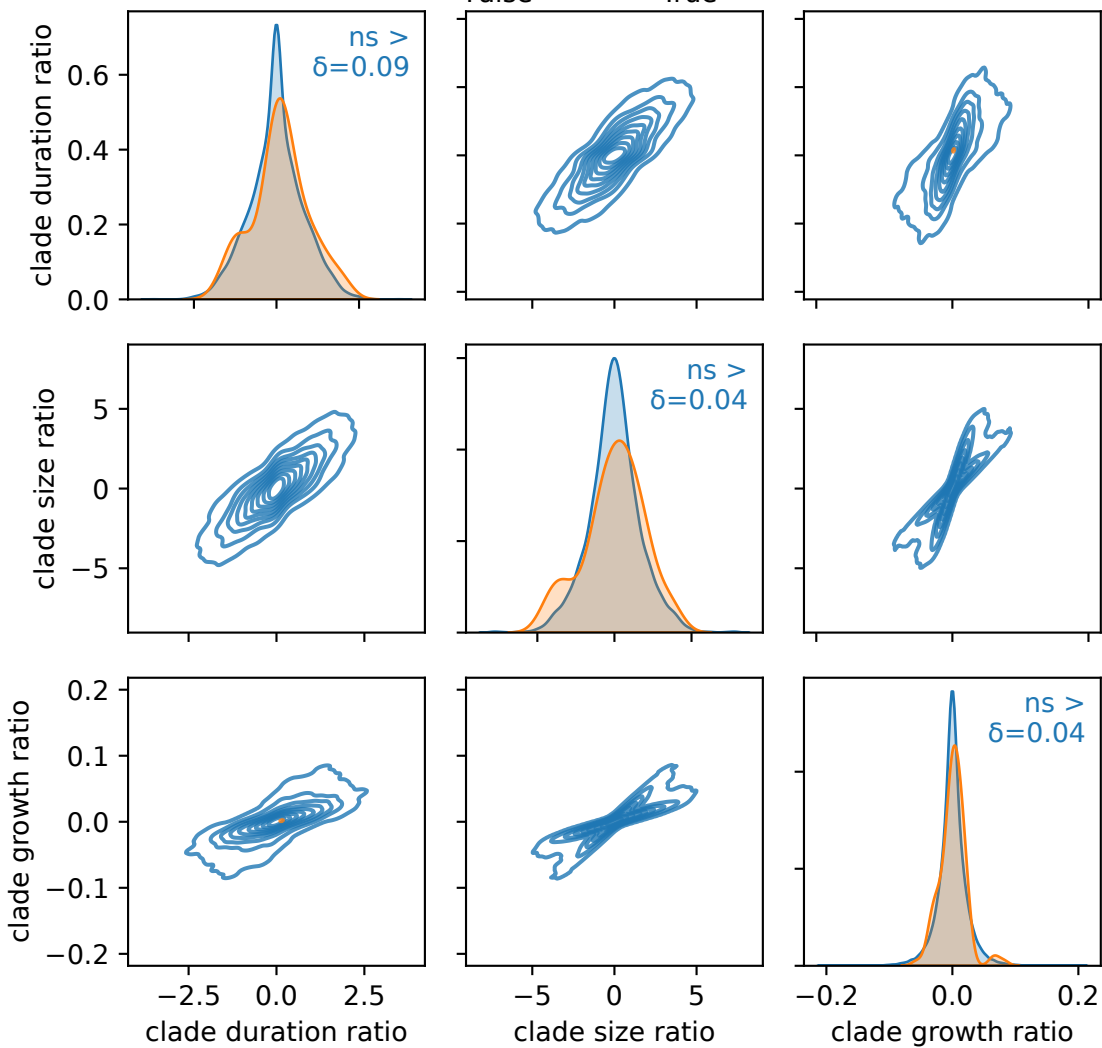 clade duration ratio
0.6
0.4
0.2
0.0
ns >
δ=0.09
clade size ratio
5
0
−5
ns >
δ=0.04
clade growth ratio
0.2
0.1
0.0
−0.1
−0.2
ns >
δ=0.04
−2.5 0.0 2.5
−5 0 5
−0.2 0.0 0.2
clade duration ratio
clade size ratio
clade growth ratio